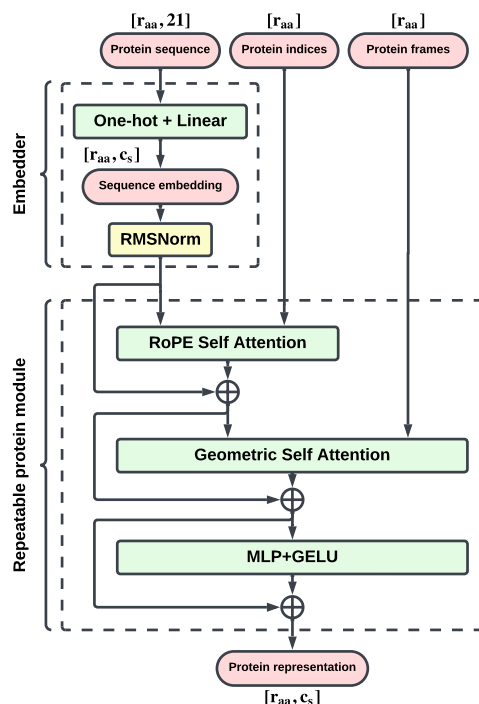 [r_aa, 21] [r_aa] [r_aa]
Protein sequence Protein indices Protein frames
Embedder
One-hot + Linear
[r_aa, c_s]
Sequence embedding
RMSNorm
Repeatable protein module
RoPE Self Attention
Geometric Self Attention
MLP+GELU
Protein representation
[r_aa, c_s]